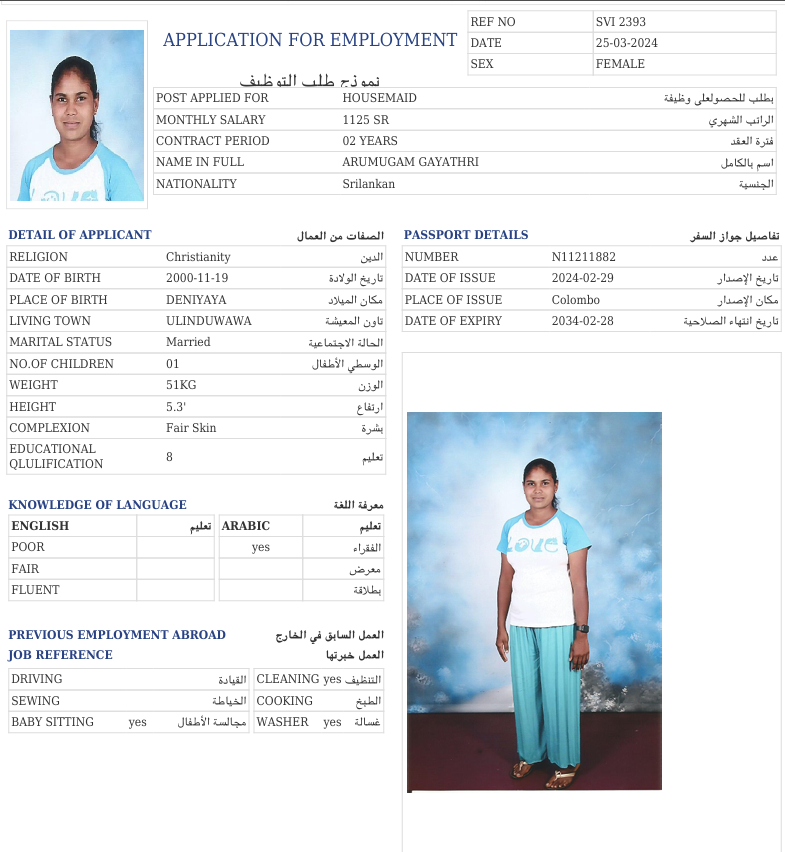 APPLICATION FOR EMPLOYMENT
نموذج طلب التوظيف
REF NO SVI 2393
DATE 25-03-2024
SEX FEMALE
POST APPLIED FOR HOUSEMAID بطلب للحصولعلى وظيفة
MONTHLY SALARY 1125 SR الراتب الشهري
CONTRACT PERIOD 02 YEARS فترة العقد
NAME IN FULL ARUMUGAM GAYATHRI اسم بالكامل
NATIONALITY Srilankan الجنسية
DETAIL OF APPLICANT الصفات من العمال
RELIGION Christianity الدين
DATE OF BIRTH 2000-11-19 تاريخ الولادة
PLACE OF BIRTH DENIYAYA مكان الميلاد
LIVING TOWN ULINDUWAWA تاون المعيشة
MARITAL STATUS Married الحالة الاجتماعية
NO.OF CHILDREN 01 الوسطي الأطفال
WEIGHT 51KG الوزن
HEIGHT 5.3' ارتفاع
COMPLEXION Fair Skin بشرة
EDUCATIONAL
QLULIFICATION 8 تعليم
KNOWLEDGE OF LANGUAGE معرفة اللغة
ENGLISH تعليم ARABIC تعليم
POOR yes الفقراء
FAIR معرض
FLUENT بطلاقة
PREVIOUS EMPLOYMENT ABROAD العمل السابق في الخارج
JOB REFERENCE العمل خبرتها
DRIVING القيادة CLEANING yes التنظيف
SEWING الخياطة COOKING الطبخ
BABY SITTING yes مجالسة الأطفال WASHER yes غسالة
PASSPORT DETAILS تفاصيل جواز السفر
NUMBER N11211882 عدد
DATE OF ISSUE 2024-02-29 تاريخ الإصدار
PLACE OF ISSUE Colombo مكان الإصدار
DATE OF EXPIRY 2034-02-28 تاريخ انتهاء الصلاحية
LOVE
LOVE